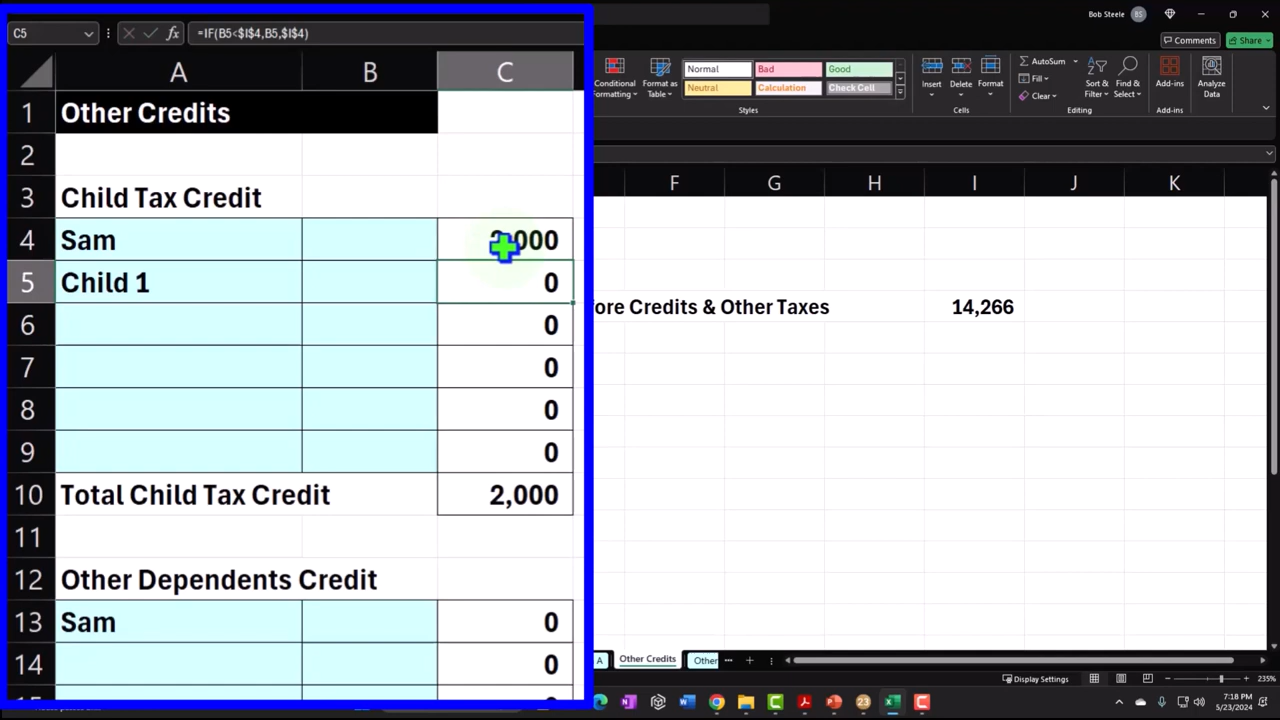 Bob Steele BS
C5 fx =IF(B5<$I$4,B5,$I$4)
Comments Share
Conditional Formatting
Format as Table
Normal Bad Good
Neutral Calculation Check Cell
Styles
Insert Delete Format
Cells
AutoSum
Fill
Clear
Sort & Filter
Find & Select
Editing
Add-ins
Add-ins
Analyze Data
A B C F G H I J K
1 Other Credits
2
3 Child Tax Credit
4 Sam 2,000
ore Credits & Other Taxes 14,266
5 Child 1 0
6 0
7 0
8 0
9 0
10 Total Child Tax Credit 2,000
11
12 Other Dependents Credit
13 Sam 0
14 0
A Other Credits Other
Display Settings
235%
7:18 PM
5/23/2024